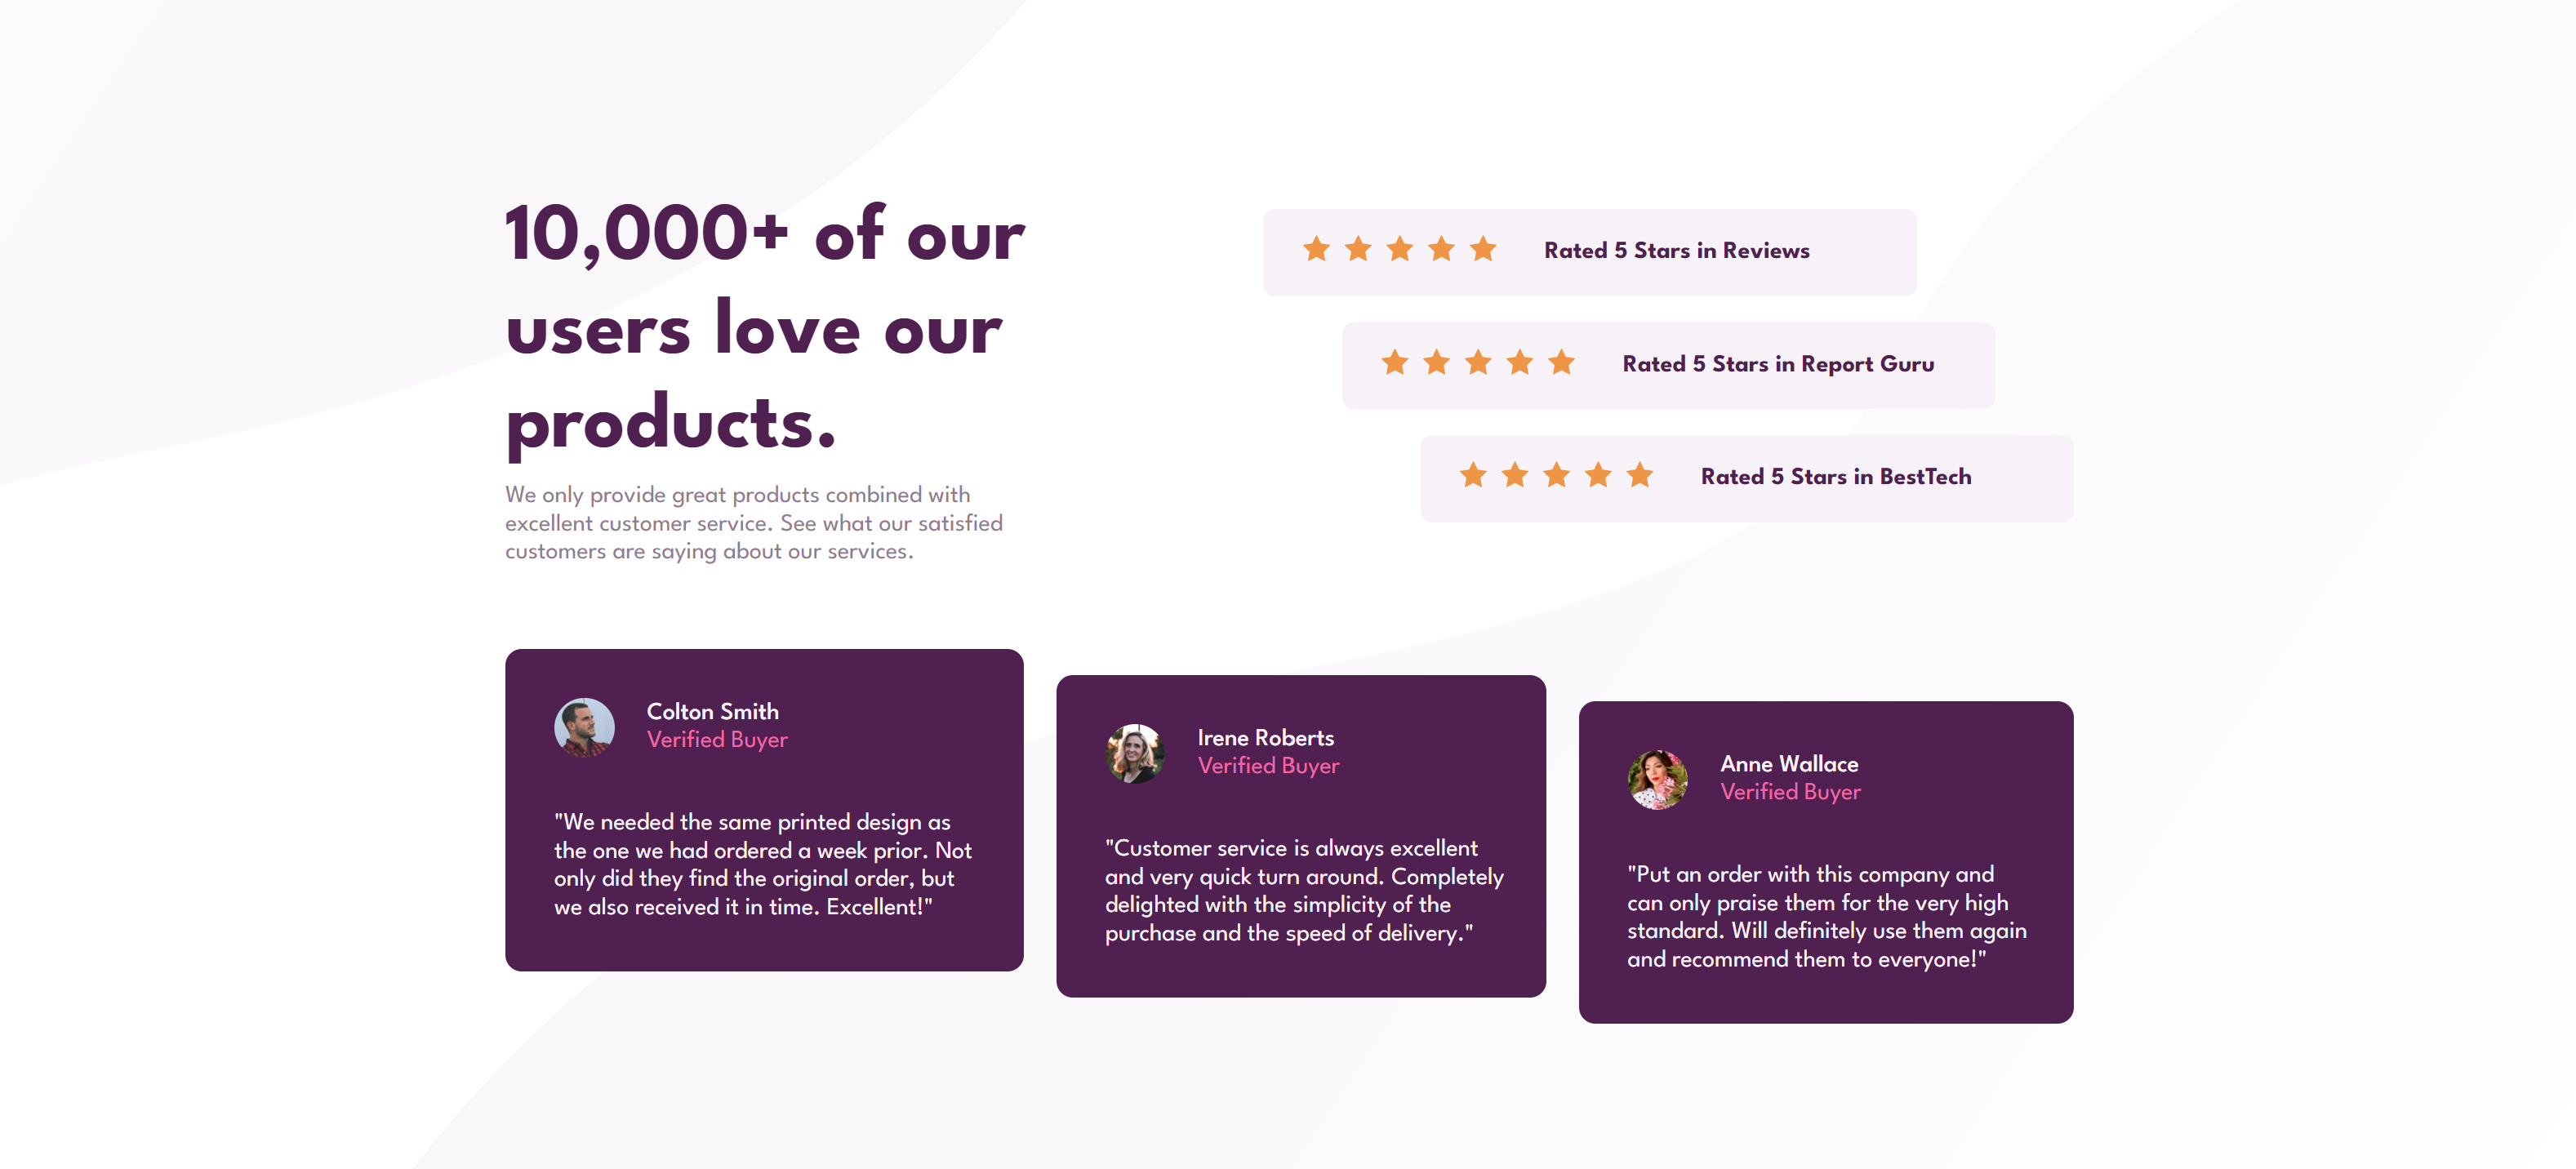 10,000+ of our
users love our
products.
We only provide great products combined with
excellent customer service. See what our satisfied
customers are saying about our services.
Rated 5 Stars in Reviews
Rated 5 Stars in Report Guru
Rated 5 Stars in BestTech
Colton Smith
Verified Buyer
"We needed the same printed design as
the one we had ordered a week prior. Not
only did they find the original order, but
we also received it in time. Excellent!"
Irene Roberts
Verified Buyer
"Customer service is always excellent
and very quick turn around. Completely
delighted with the simplicity of the
purchase and the speed of delivery."
Anne Wallace
Verified Buyer
"Put an order with this company and
can only praise them for the very high
standard. Will definitely use them again
and recommend them to everyone!"